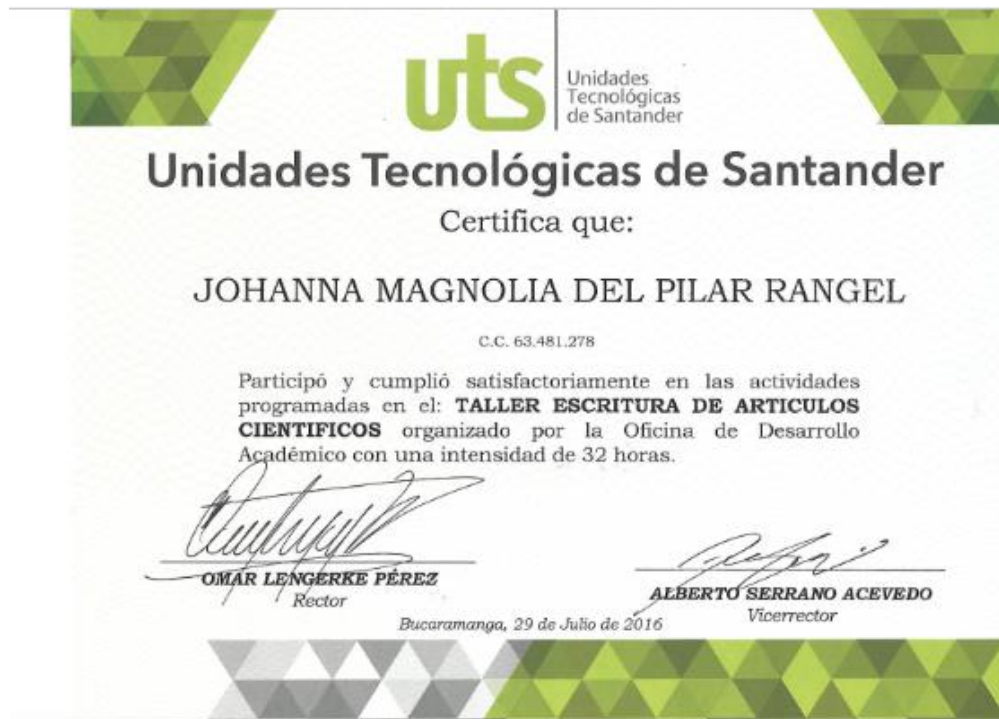 uts
Unidades
Tecnológicas
de Santander
Unidades Tecnológicas de Santander
Certifica que:
JOHANNA MAGNOLIA DEL PILAR RANGEL
C.C. 63.481.278
Participó y cumplió satisfactoriamente en las actividades
programadas en el: TALLER ESCRITURA DE ARTICULOS
CIENTIFICOS organizado por la Oficina de Desarrollo
Académico con una intensidad de 32 horas.
OMAR LENGERKE PÉREZ
Rector
ALBERTO SERRANO ACEVEDO
Vicerrector
Bucaramanga, 29 de Julio de 2016